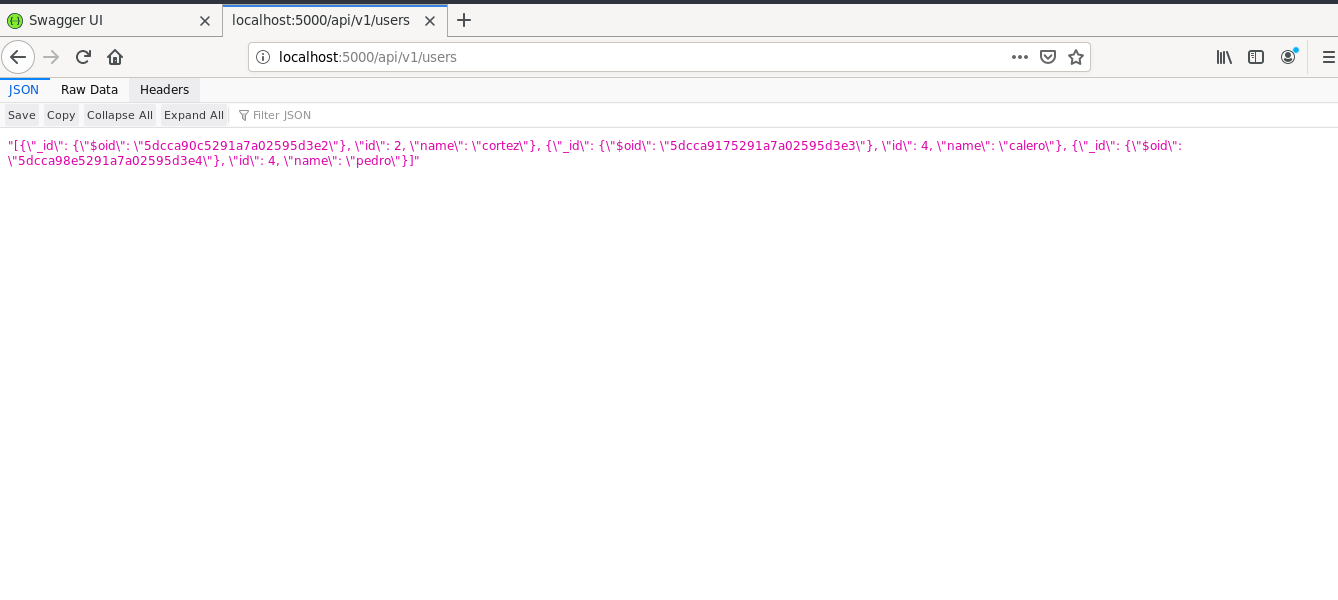 Swagger UI
localhost:5000/api/v1/users
localhost:5000/api/v1/users
JSON Raw Data Headers
Save Copy Collapse All Expand All Filter JSON
"[{\"_id\": {\"$oid\": \"5dcca90c5291a7a02595d3e2\"}, \"id\": 2, \"name\": \"cortez\"}, {\"_id\": {\"$oid\": \"5dcca9175291a7a02595d3e3\"}, \"id\": 4, \"name\": \"calero\"}, {\"_id\": {\"$oid\":
\"5dcca98e5291a7a02595d3e4\"}, \"id\": 4, \"name\": \"pedro\"}]"